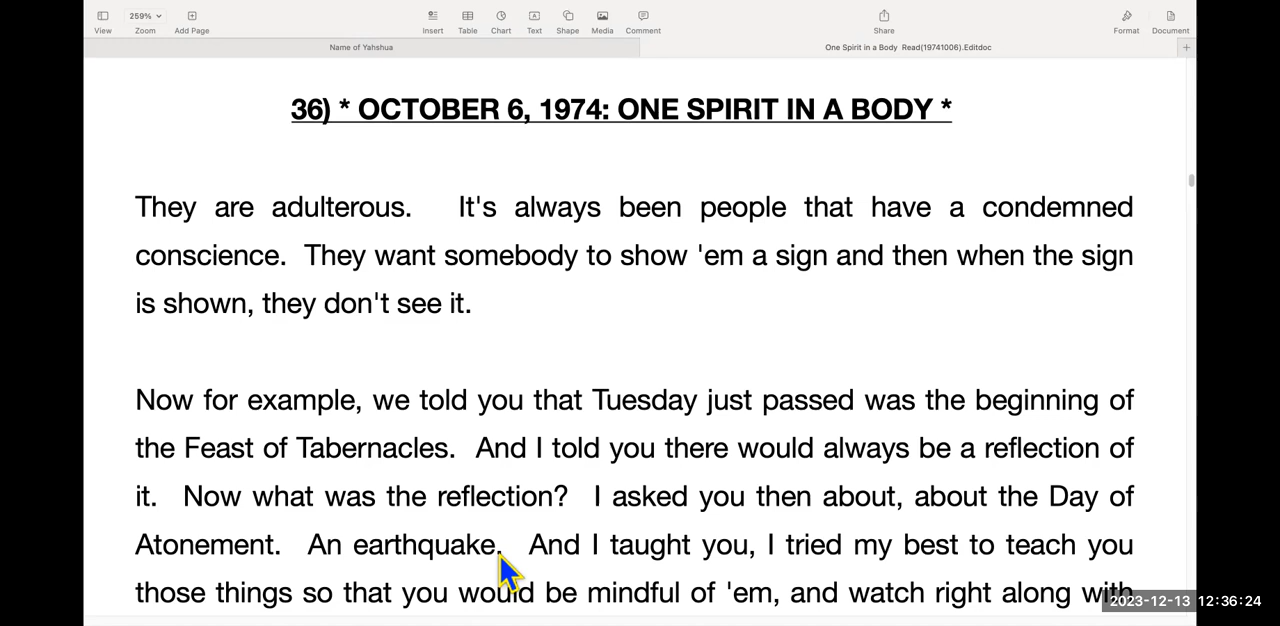 259%
View Zoom Add Page Insert Table Chart Text Shape Media Comment Share Format Document
Name of Yahshua
One Spirit in a Body Read(19741006).Editdoc
36) * OCTOBER 6, 1974: ONE SPIRIT IN A BODY *
They are adulterous. It's always been people that have a condemned
conscience. They want somebody to show 'em a sign and then when the sign
is shown, they don't see it.
Now for example, we told you that Tuesday just passed was the beginning of
the Feast of Tabernacles. And I told you there would always be a reflection of
it. Now what was the reflection? I asked you then about, about the Day of
Atonement. An earthquake. And I taught you, I tried my best to teach you
those things so that you would be mindful of 'em, and watch right along with
2023-12-13 12:36:24